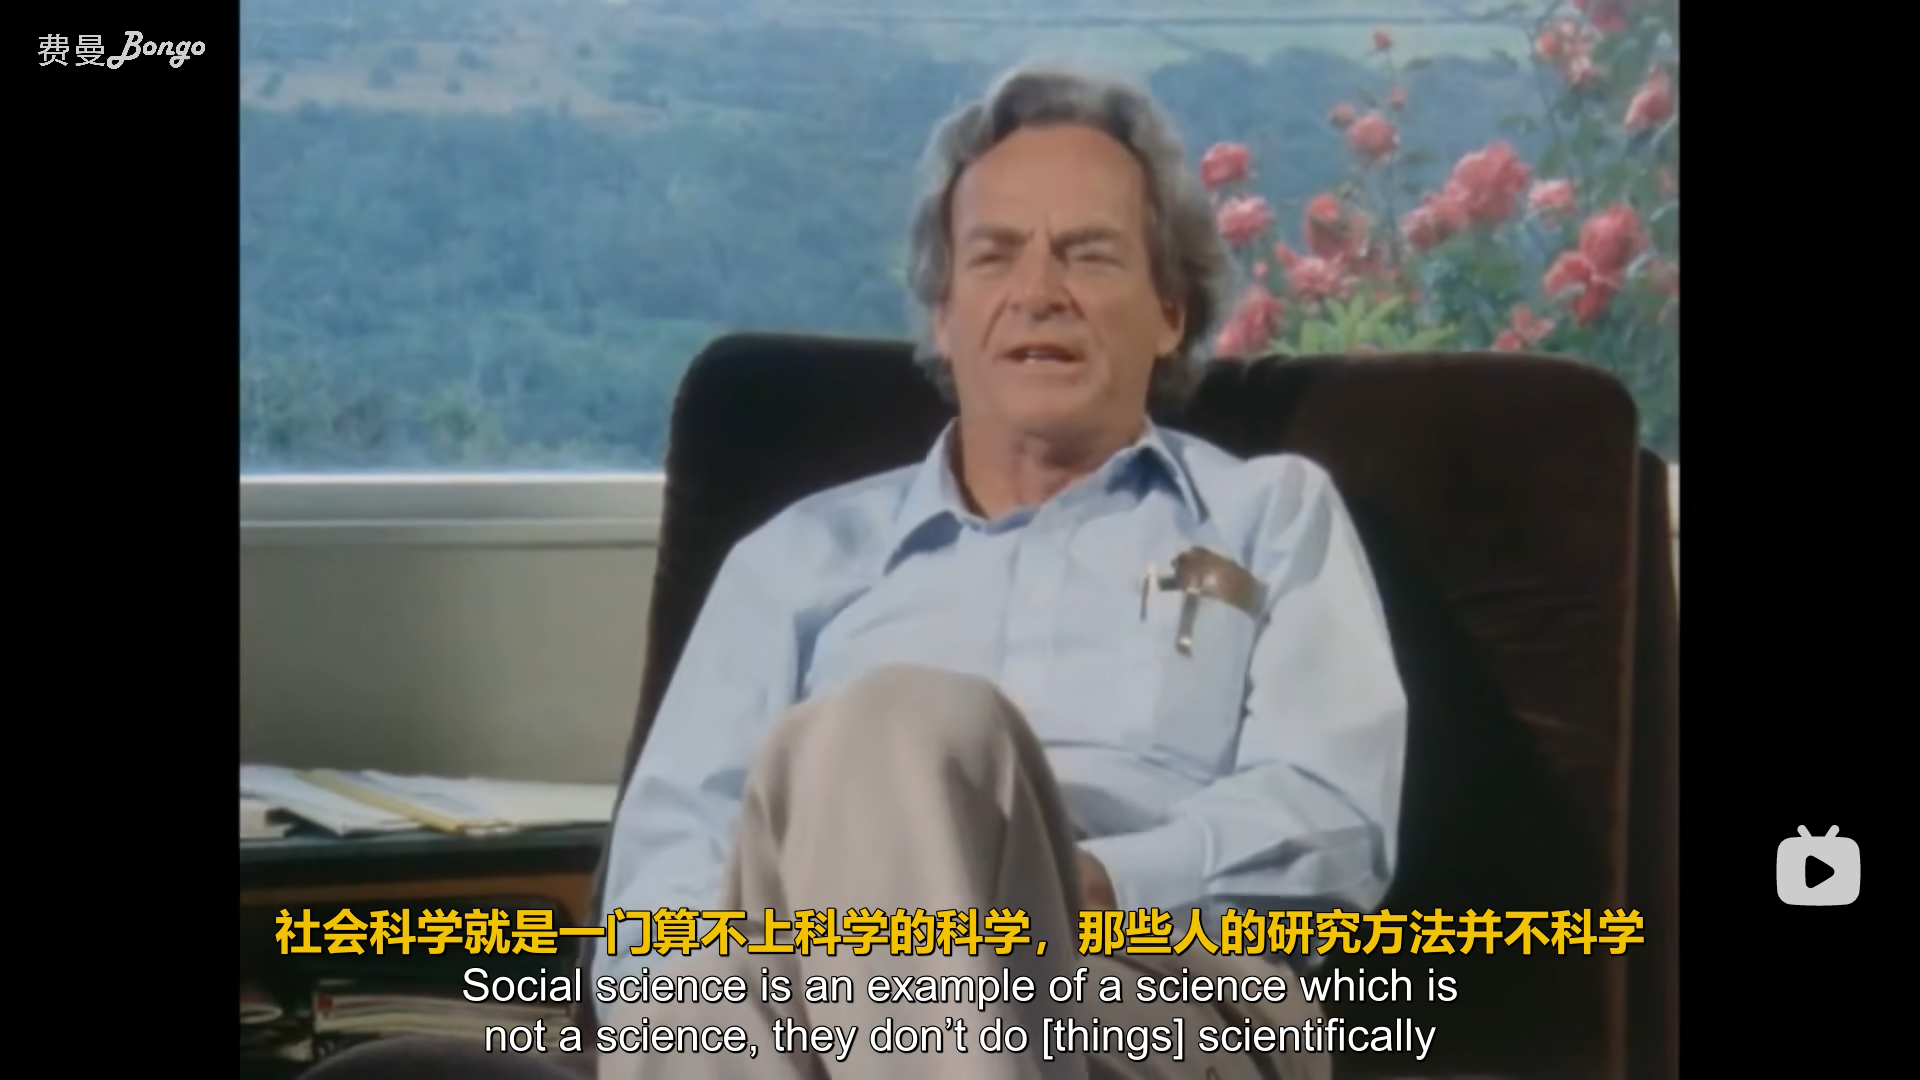 费曼Bongo
社会科学就是一门算不上科学的科学，那些人的研究方法并不科学
Social science is an example of a science which is
not a science, they don’t do [things] scientifically